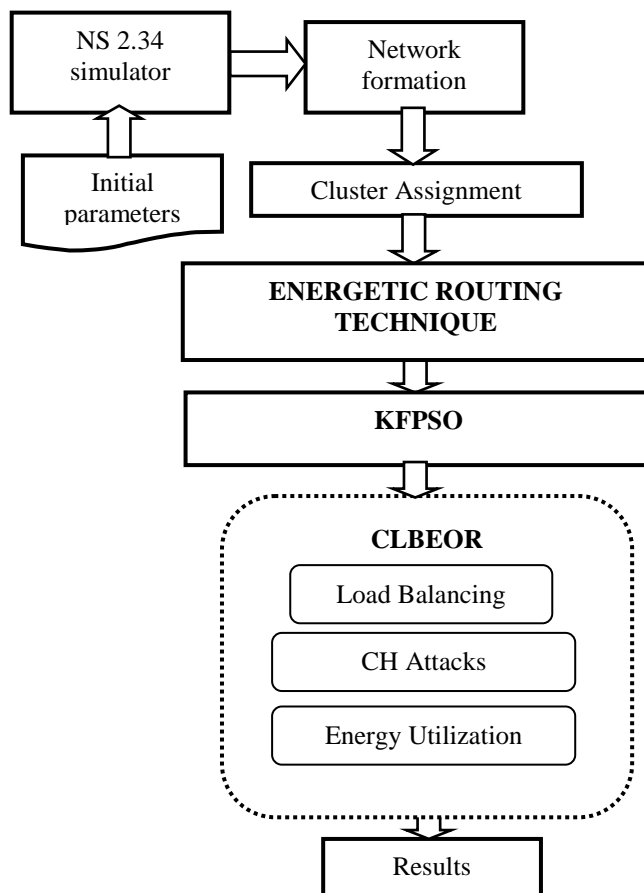 NS 2.34
simulator
Network
formation
Initial
parameters
Cluster Assignment
ENERGETIC ROUTING
TECHNIQUE
KFPSO
CLBEOR
Load Balancing
CH Attacks
Energy Utilization
Results